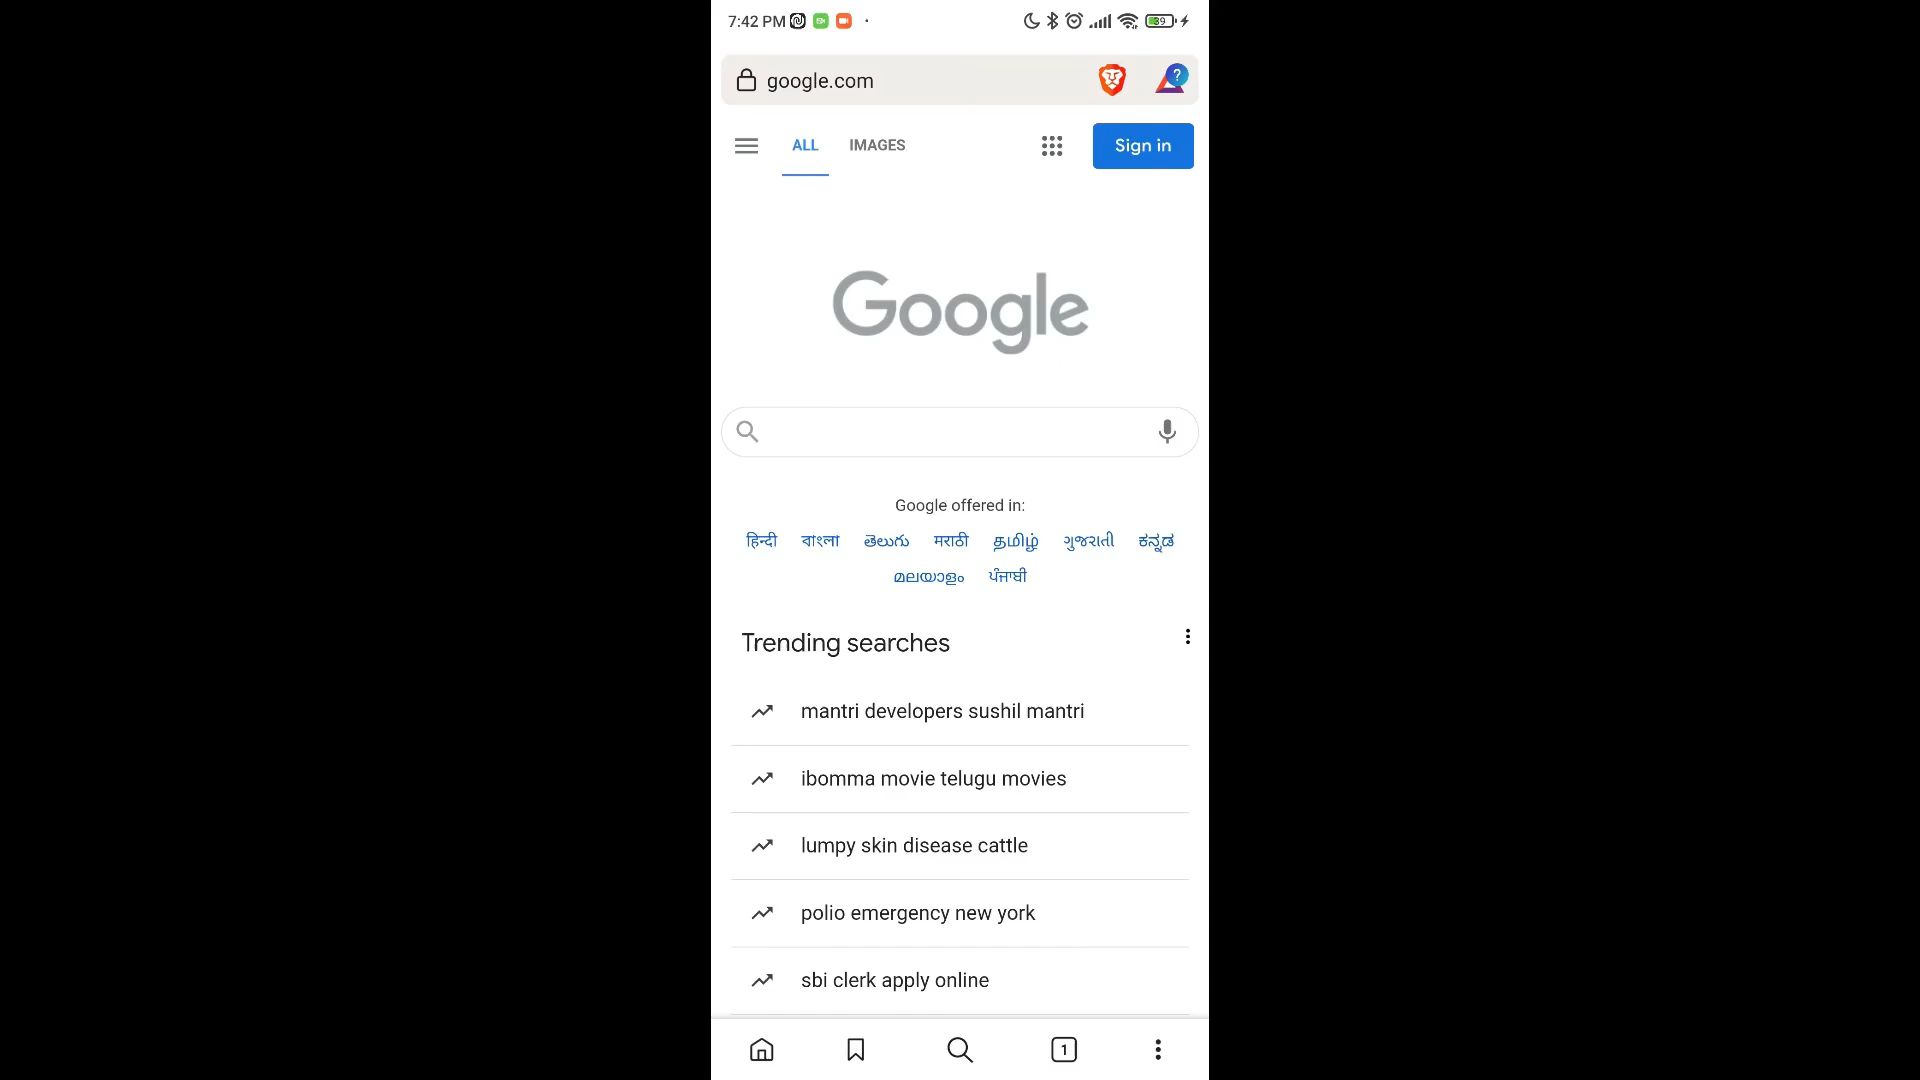 7:42 PM
39
google.com
?
ALL IMAGES
Sign in
Google
Google offered in:
हिन्दी বাংলা తెలుగు मराठी தமிழ் ગુજરાતી ಕನ್ನಡ
മലയാളം ਪੰਜਾਬੀ
Trending searches
mantri developers sushil mantri
ibomma movie telugu movies
lumpy skin disease cattle
polio emergency new york
sbi clerk apply online
1